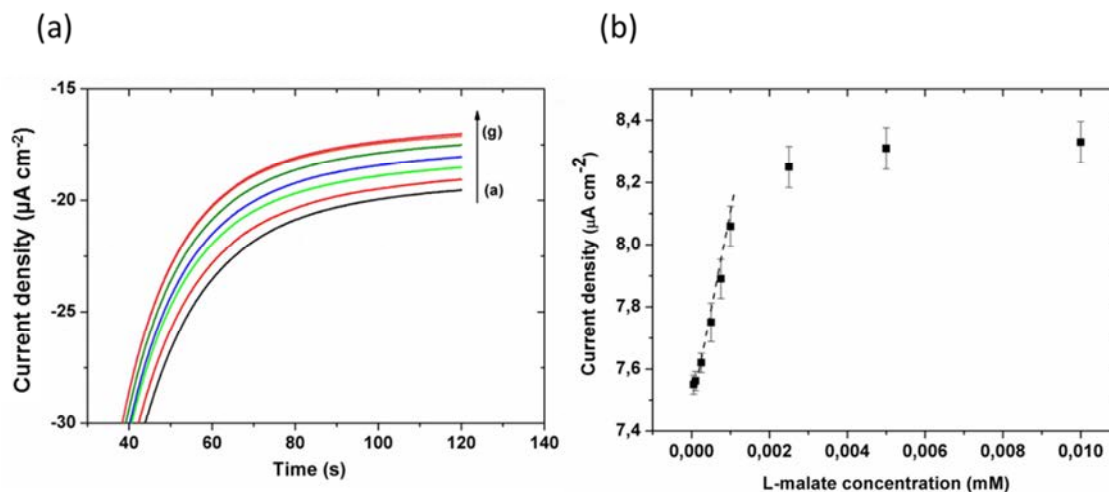 (a)
-15
-20
-25
-30
Current density (µA cm-2)
(g)
(a)
40 60 80 100 120 140
Time (s)
(b)
8,4
8,2
8,0
7,8
7,6
7,4
Current density (µA cm-2)
0,000 0,002 0,004 0,006 0,008 0,010
L-malate concentration (mM)